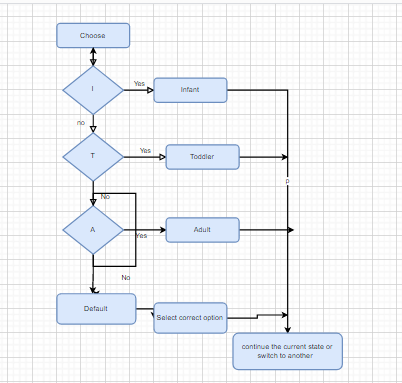 Choose
I
Yes
Infant
no
T
Yes
Toddler
p
No
A
Yes
Adult
No
Default
Select correct option
continue the current state or
switch to another